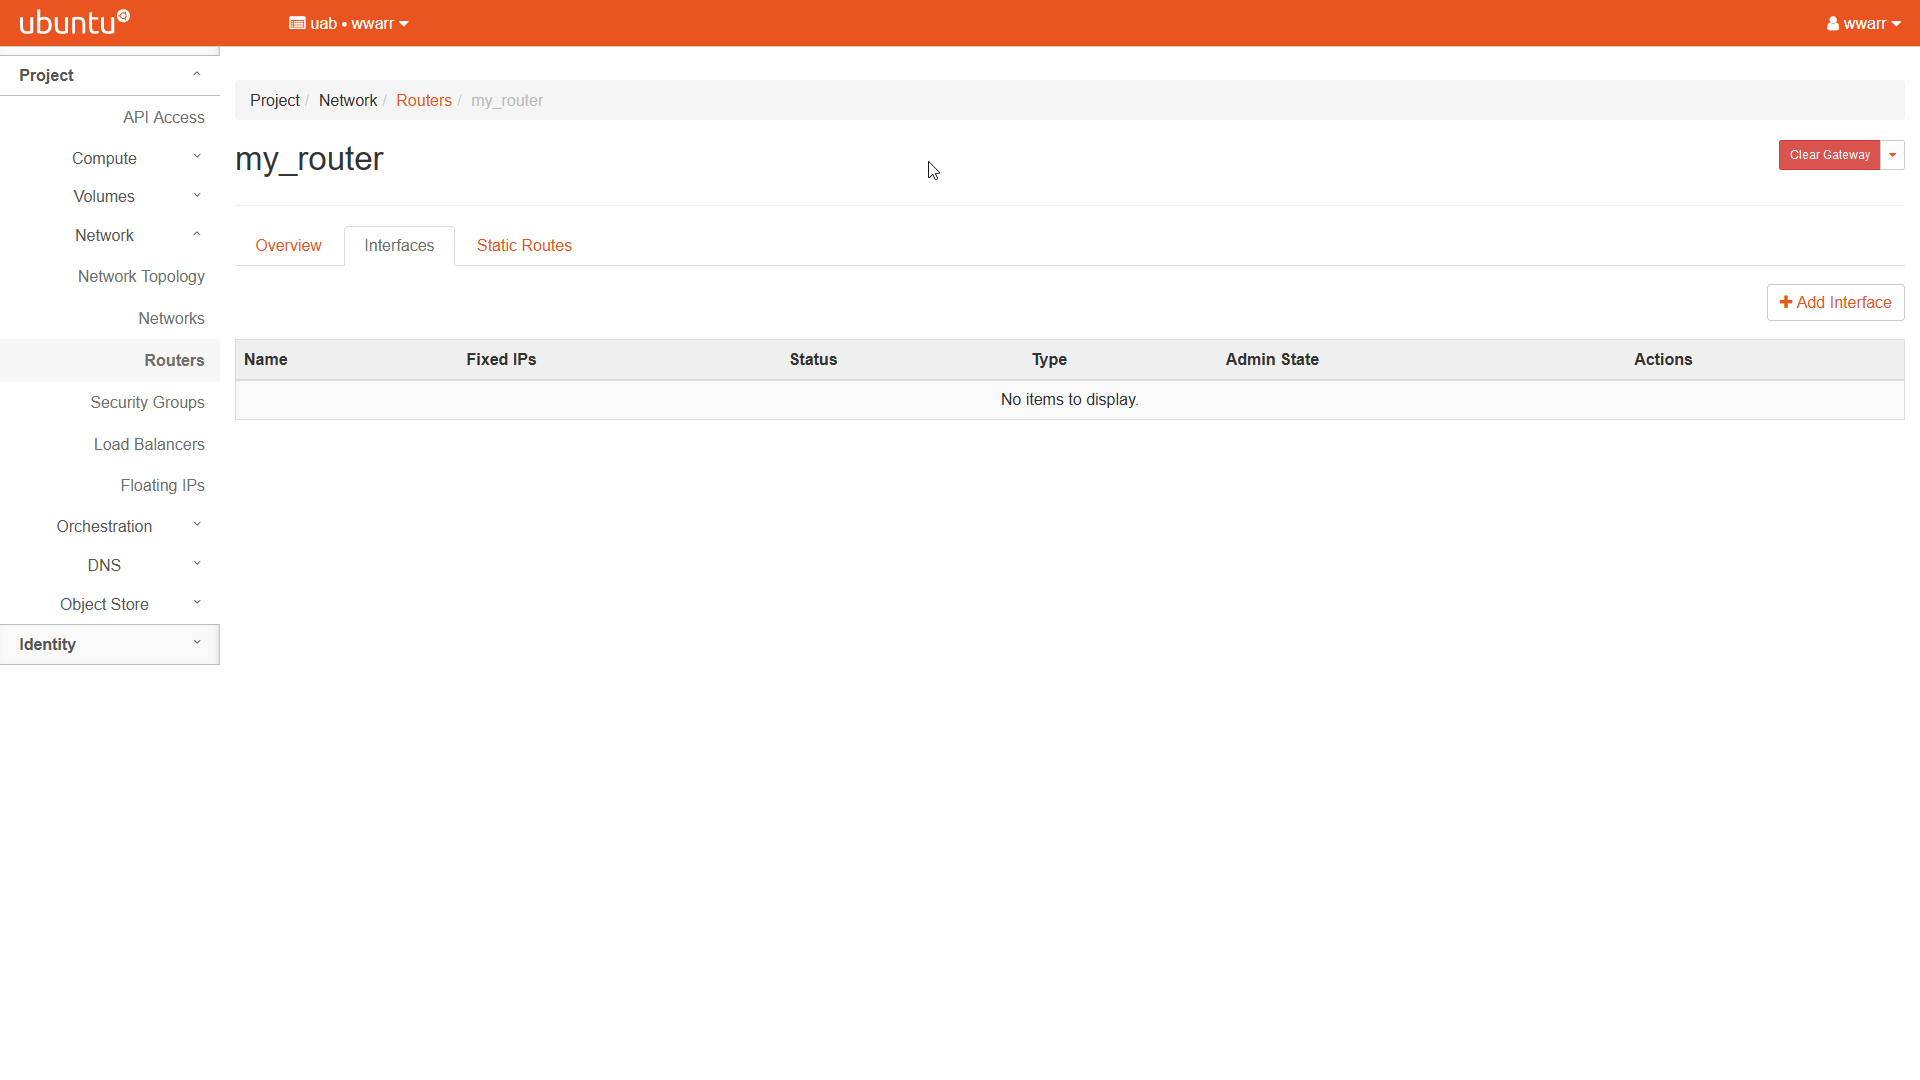 ubuntu
uab • wwarr
wwarr
Project
API Access
Compute
Volumes
Network
Network Topology
Networks
Routers
Security Groups
Load Balancers
Floating IPs
Orchestration
DNS
Object Store
Identity
Project / Network / Routers / my_router
my_router
Clear Gateway
Overview Interfaces Static Routes
Add Interface
Name Fixed IPs Status Type Admin State Actions
No items to display.